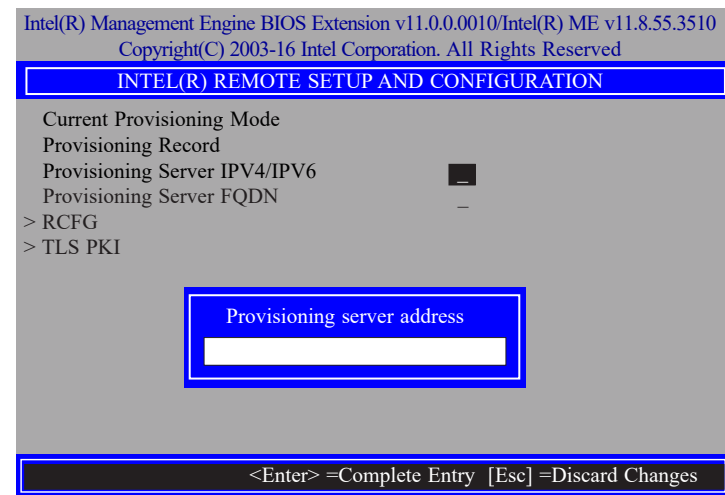 Intel(R) Management Engine BIOS Extension v11.0.0.0010/Intel(R) ME v11.8.55.3510
Copyright(C) 2003-16 Intel Corporation. All Rights Reserved
INTEL(R) REMOTE SETUP AND CONFIGURATION
Current Provisioning Mode
Provisioning Record
Provisioning Server IPV4/IPV6 _
Provisioning Server FQDN _
> RCFG
> TLS PKI
Provisioning server address
<Enter> =Complete Entry [Esc] =Discard Changes